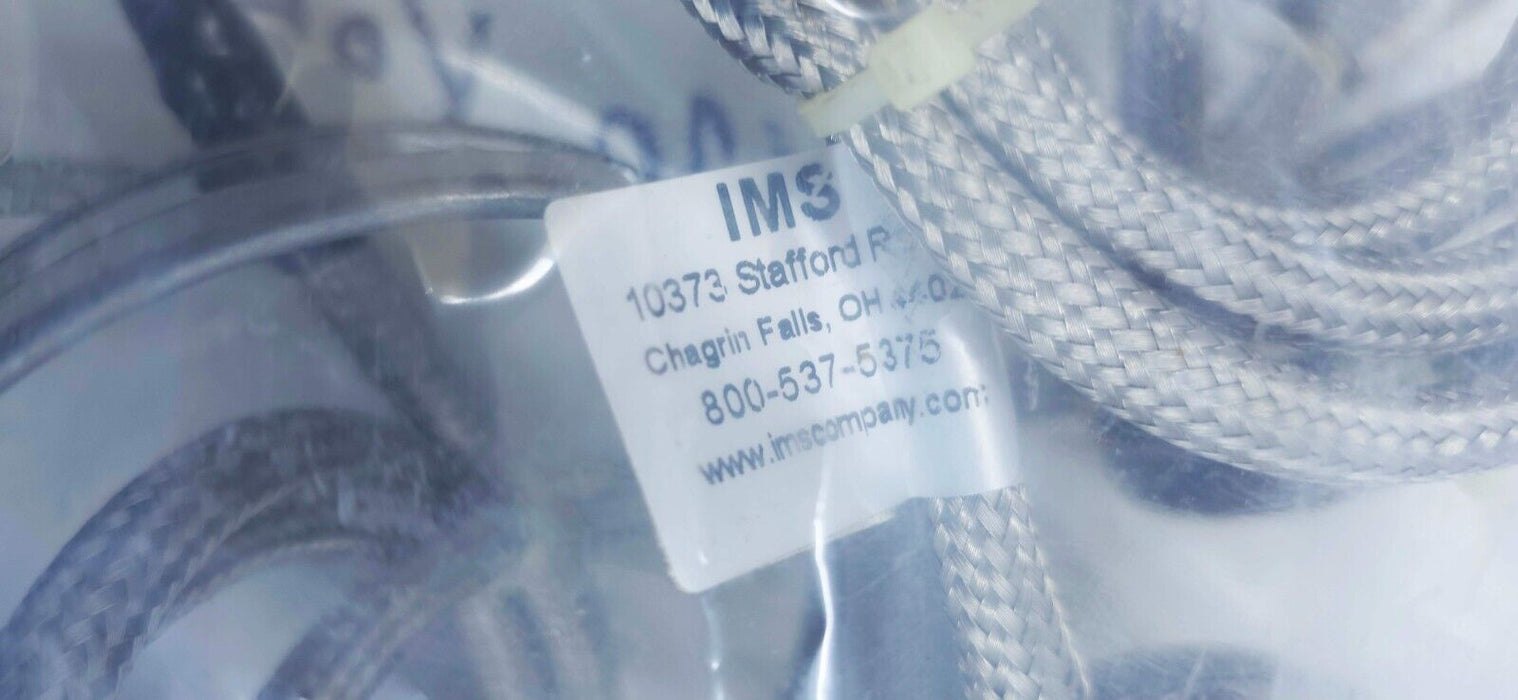 IMS
10373 Stafford
Chagrin Falls, OH
800-537-5375
www.imscompany.com